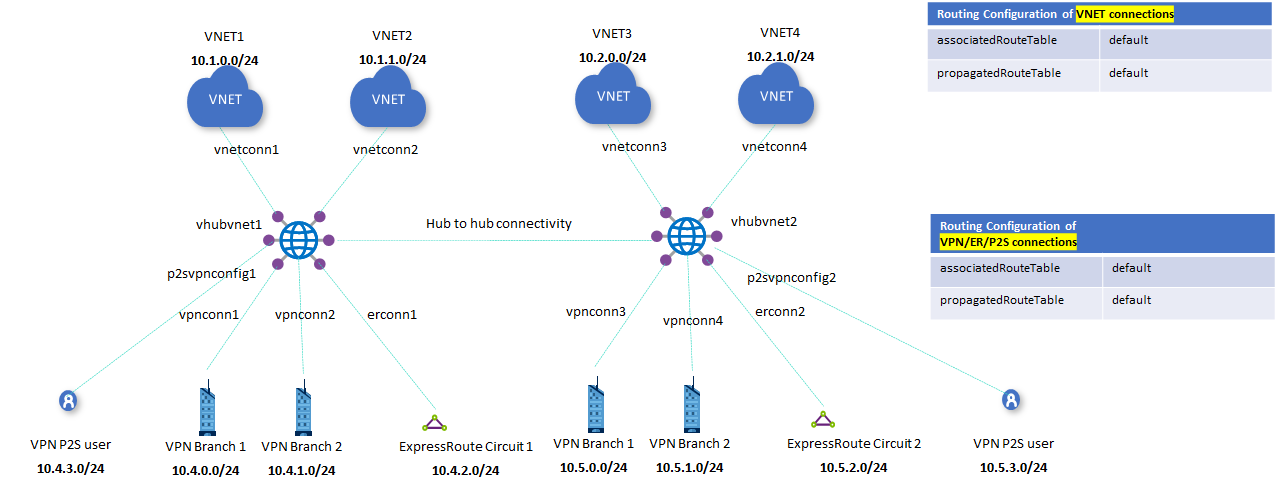 Routing Configuration of VNET connections
associatedRouteTable default
propagatedRouteTable default
VNET1
VNET2
VNET3
VNET4
10.1.0.0/24
10.1.1.0/24
10.2.0.0/24
10.2.1.0/24
VNET
VNET
VNET
VNET
vnetconn1
vnetconn2
vnetconn3
vnetconn4
vhubvnet1
Hub to hub connectivity
vhubvnet2
Routing Configuration of
VPN/ER/P2S connections
associatedRouteTable default
propagatedRouteTable default
p2svpnconfig1
p2svpnconfig2
vpnconn1
vpnconn2
erconn1
vpnconn3
vpnconn4
erconn2
VPN P2S user
VPN Branch 1
VPN Branch 2
ExpressRoute Circuit 1
VPN Branch 1
VPN Branch 2
ExpressRoute Circuit 2
VPN P2S user
10.4.3.0/24
10.4.0.0/24
10.4.1.0/24
10.4.2.0/24
10.5.0.0/24
10.5.1.0/24
10.5.2.0/24
10.5.3.0/24